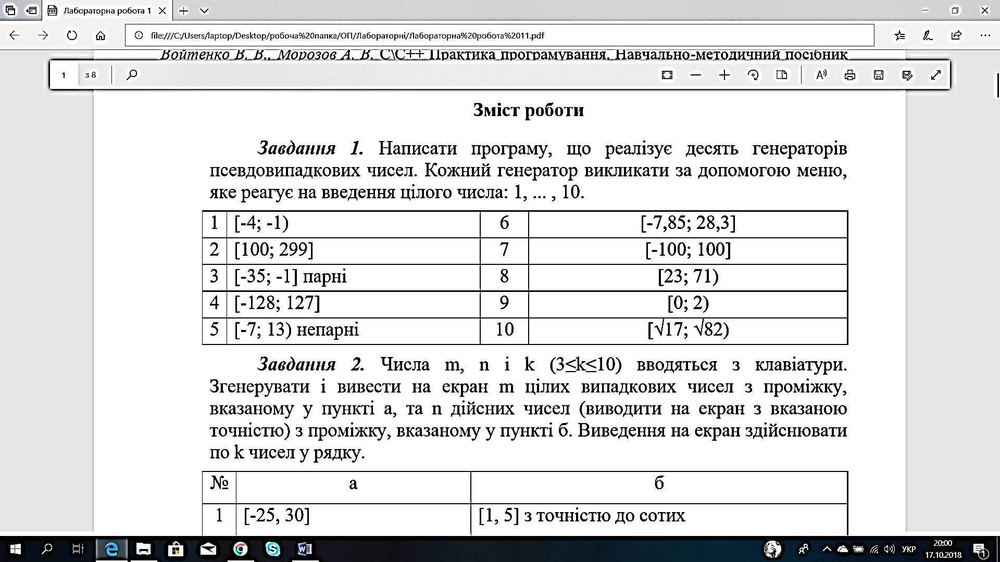 Лабораторна робота 1
file:///C:/Users/laptop/Desktop/робоча%20папка/ОП/Лабораторні/Лабораторна%20робота%2011.pdf
Войтенко В. В., Морозов А. В. С\С++ Практика програмування. Навчально-методичний посібник
1 з 8
Зміст роботи
Завдання 1. Написати програму, що реалізує десять генераторів
псевдовипадкових чисел. Кожний генератор викликати за допомогою меню,
яке реагує на введення цілого числа: 1, ... , 10.
1 [-4; -1) 6 [-7,85; 28,3]
2 [100; 299] 7 [-100; 100]
3 [-35; -1] парні 8 [23; 71)
4 [-128; 127] 9 [0; 2)
5 [-7; 13) непарні 10 [√17; √82)
Завдання 2. Числа m, n і k (3≤k≤10) вводяться з клавіатури.
Згенерувати і вивести на екран m цілих випадкових чисел з проміжку,
вказаному у пункті а, та n дійсних чисел (виводити на екран з вказаною
точністю) з проміжку, вказаному у пункті б. Виведення на екран здійснювати
по k чисел у рядку.
№ а б
1 [-25, 30] [1, 5] з точністю до сотих
УКР
20:00
17.10.2018
1